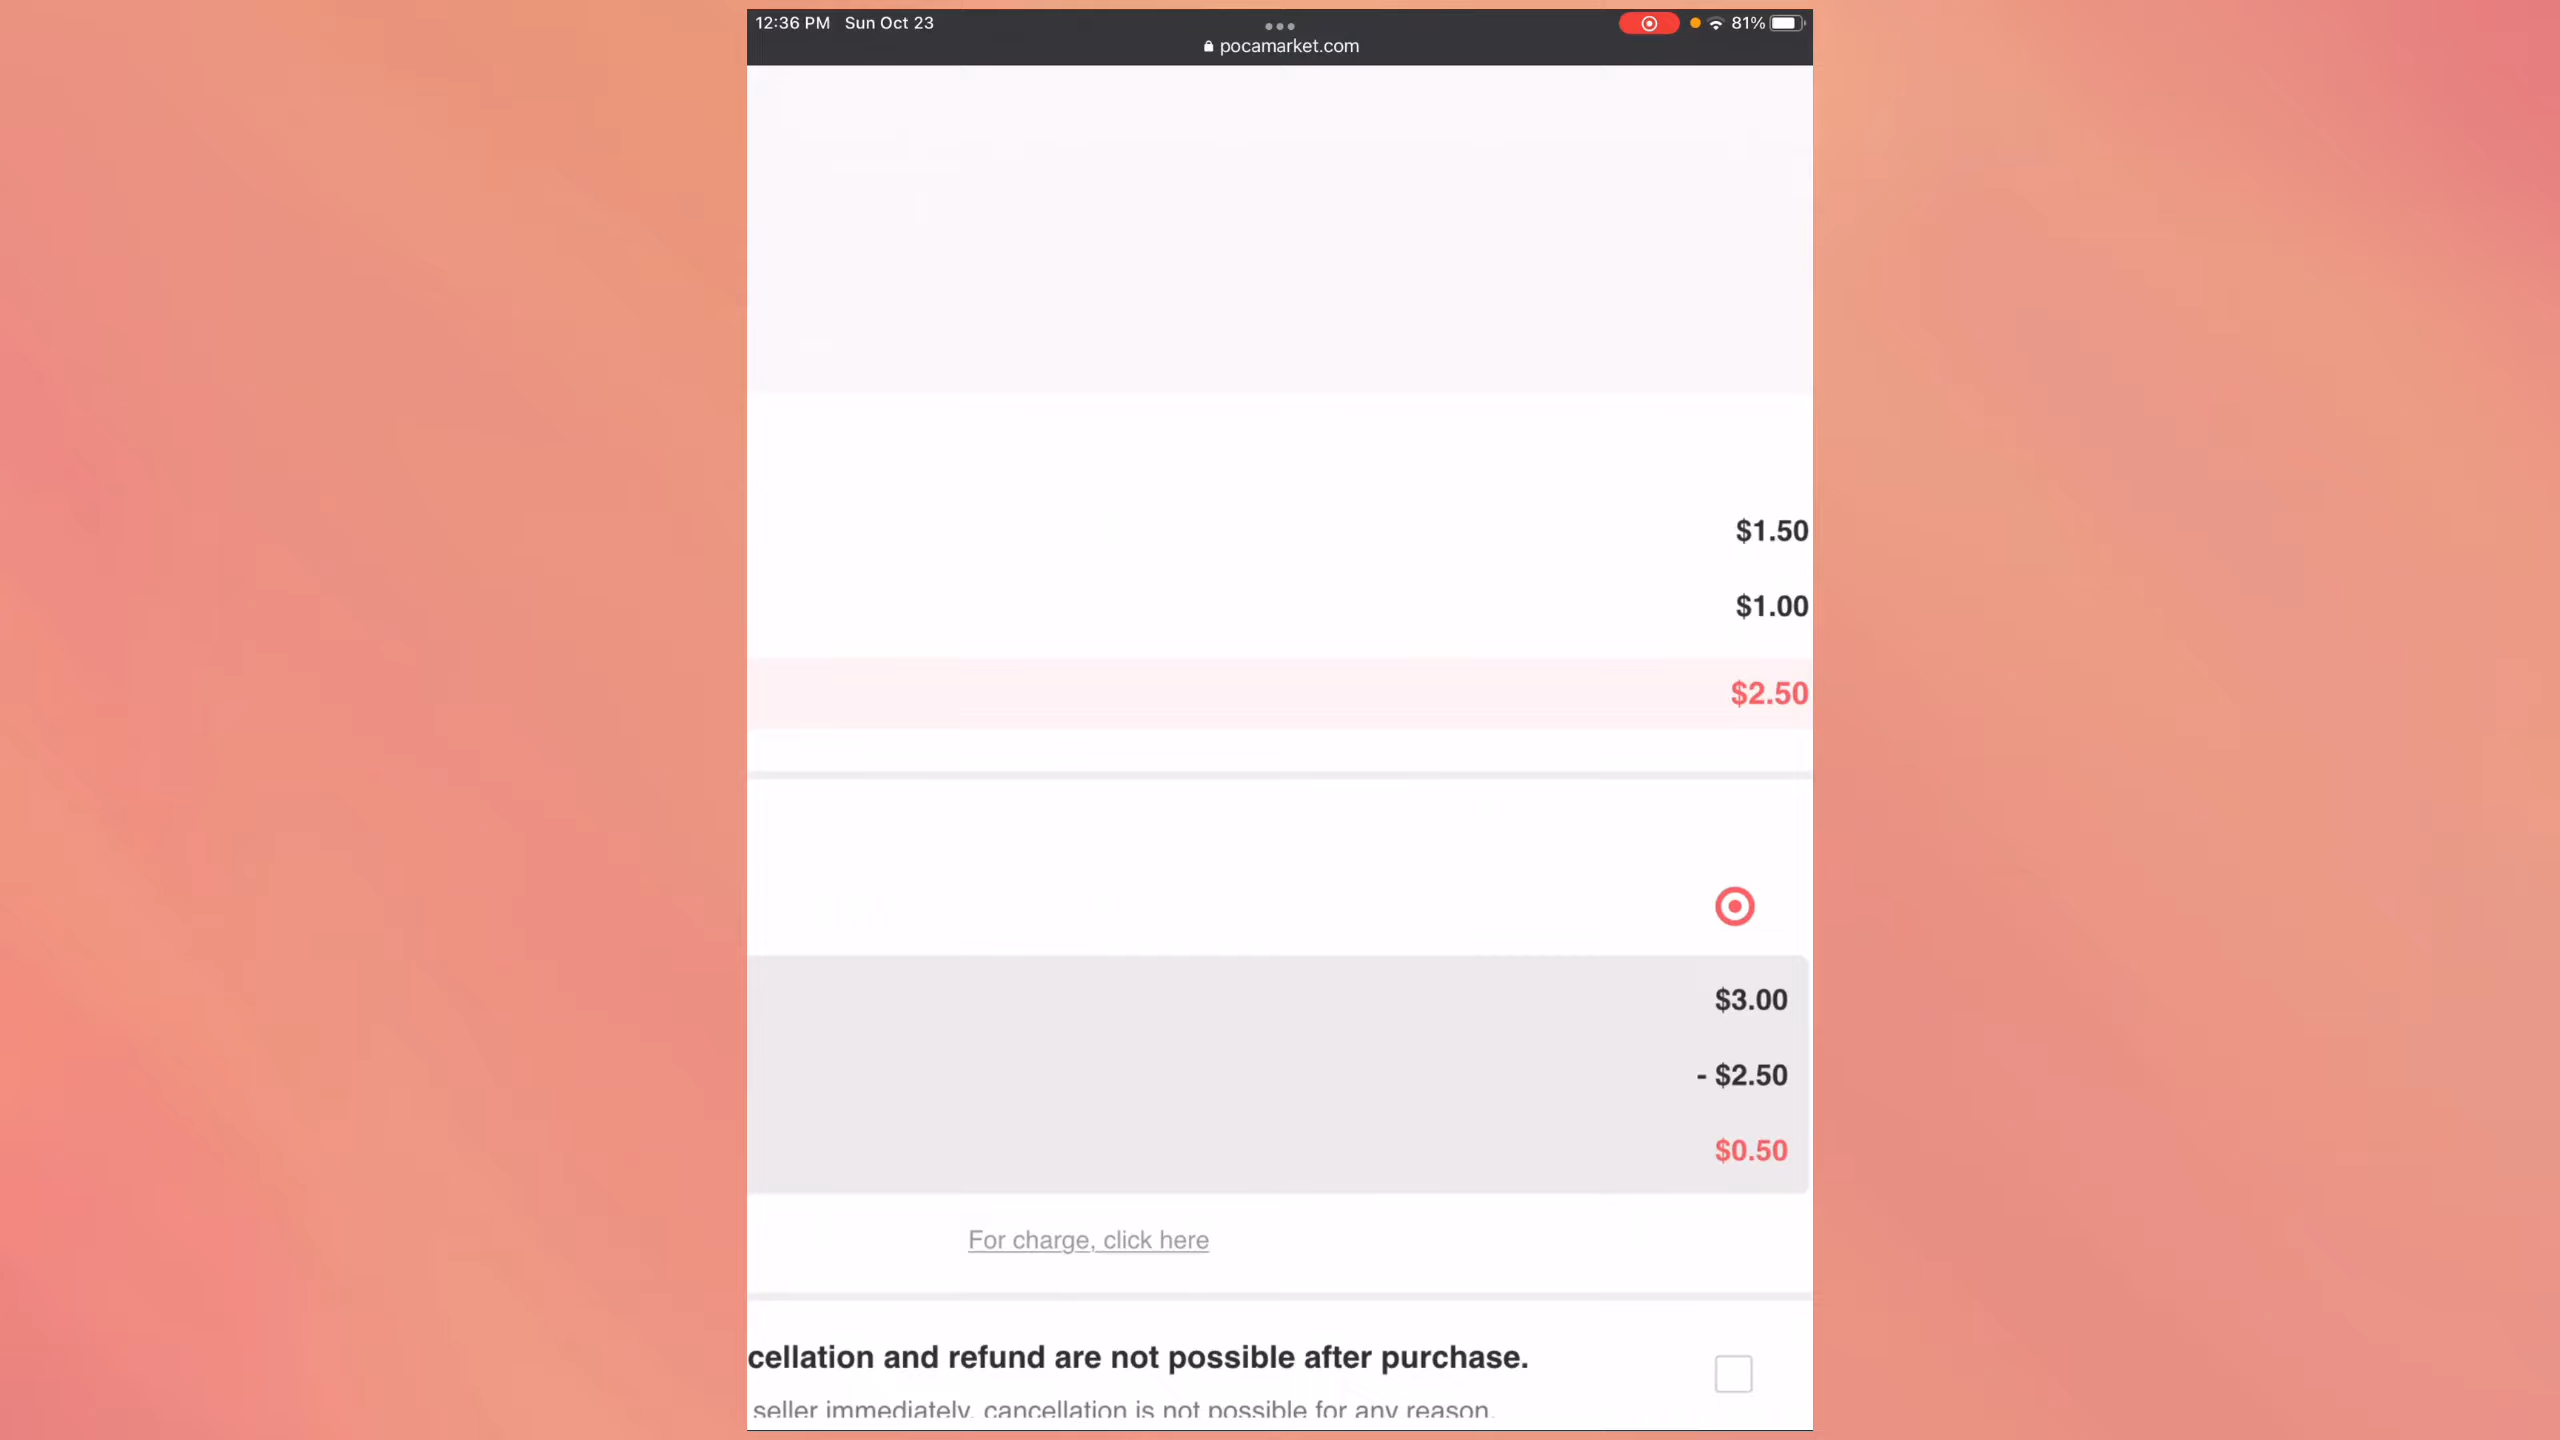 12:36 PM Sun Oct 23
81%
pocamarket.com
$1.50
$1.00
$2.50
$3.00
- $2.50
$0.50
For charge, click here
cellation and refund are not possible after purchase.
seller immediately, cancellation is not possible for any reason.